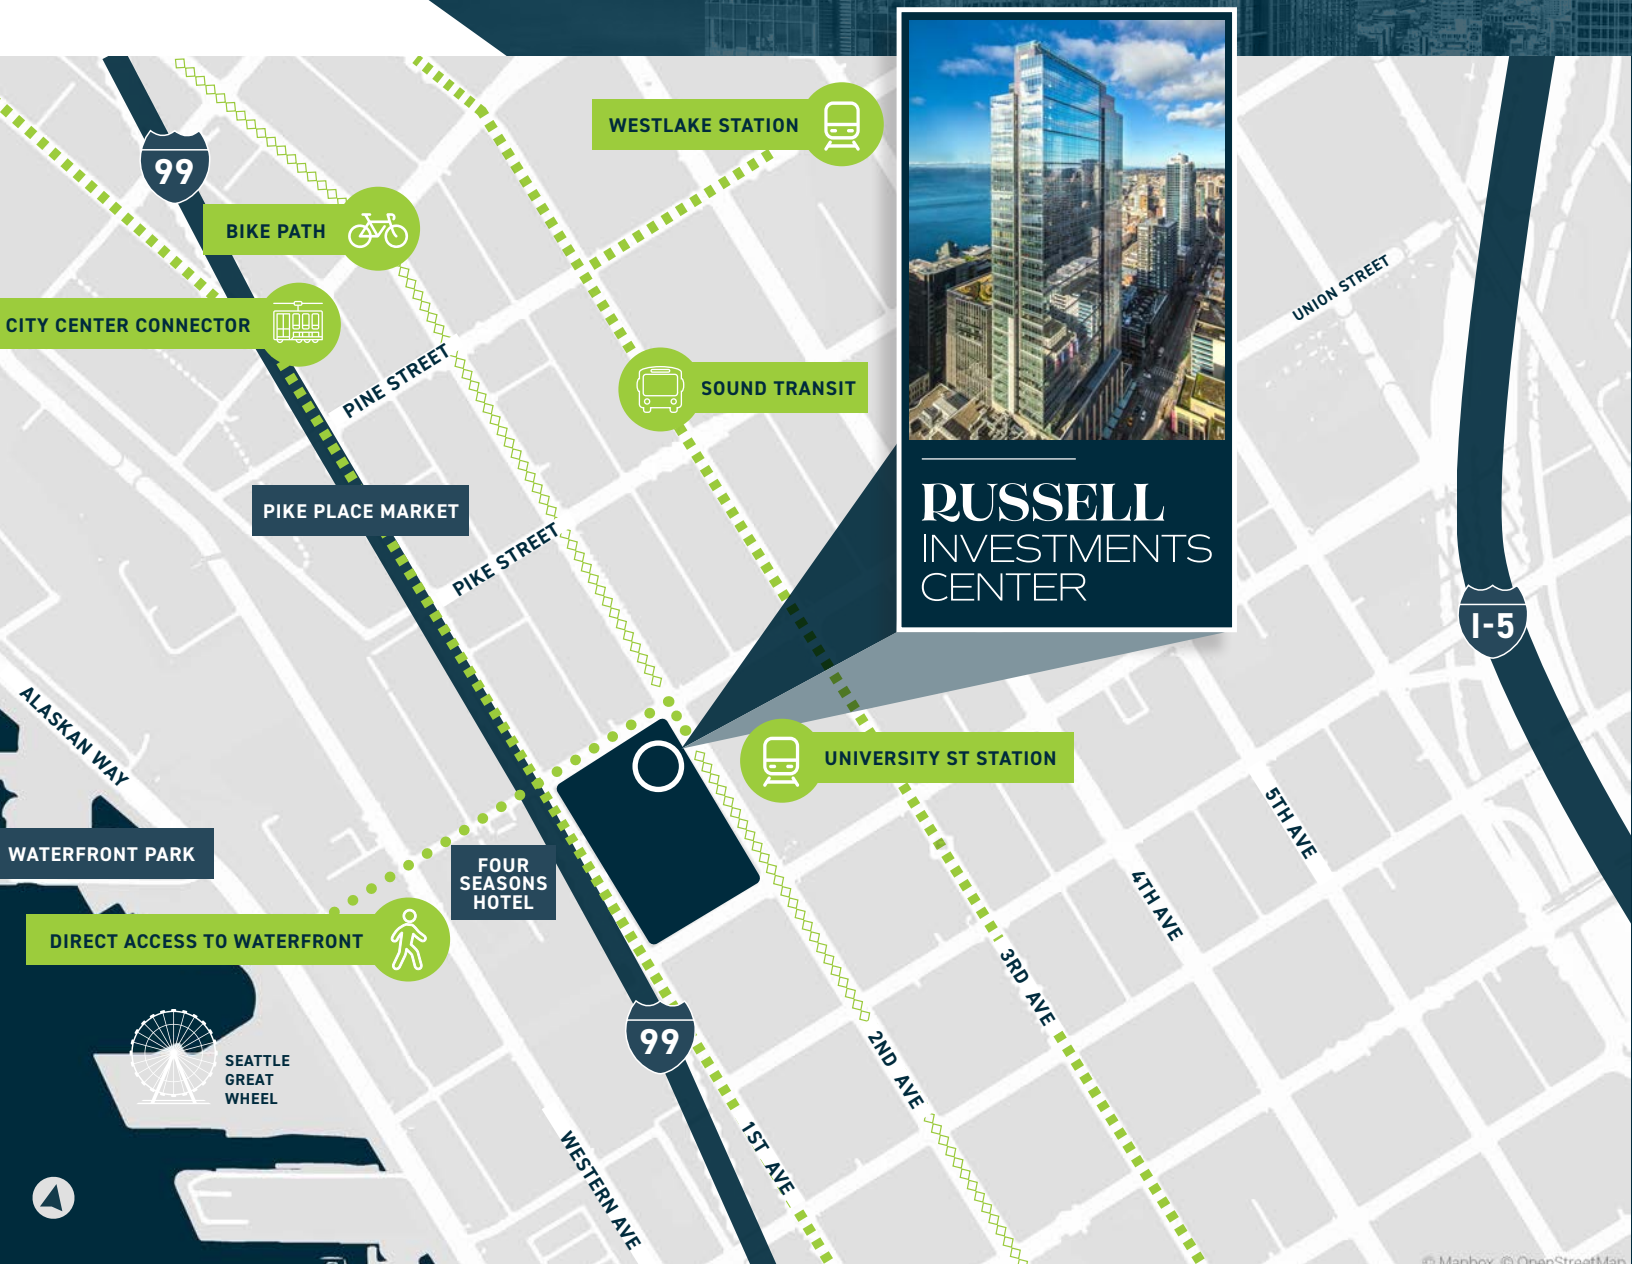 WESTLAKE STATION
99
BIKE PATH
CITY CENTER CONNECTOR
PINE STREET
SOUND TRANSIT
UNION STREET
PIKE PLACE MARKET
PIKE STREET
RUSSELL
INVESTMENTS
CENTER
I-5
ALASKAN WAY
UNIVERSITY ST STATION
5TH AVE
WATERFRONT PARK
FOUR
SEASONS
HOTEL
4TH AVE
DIRECT ACCESS TO WATERFRONT
3RD AVE
99
2ND AVE
SEATTLE
GREAT
WHEEL
1ST AVE
WESTERN AVE
© Mapbox, © OpenStreetMap